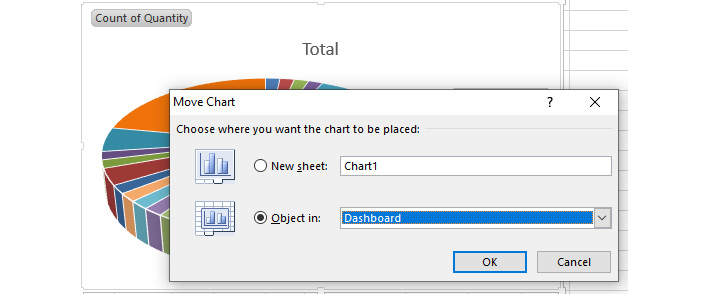 Count of Quantity
Total
Move Chart
?
Choose where you want the chart to be placed:
New sheet:
Chart1
Object in:
Dashboard
OK
Cancel